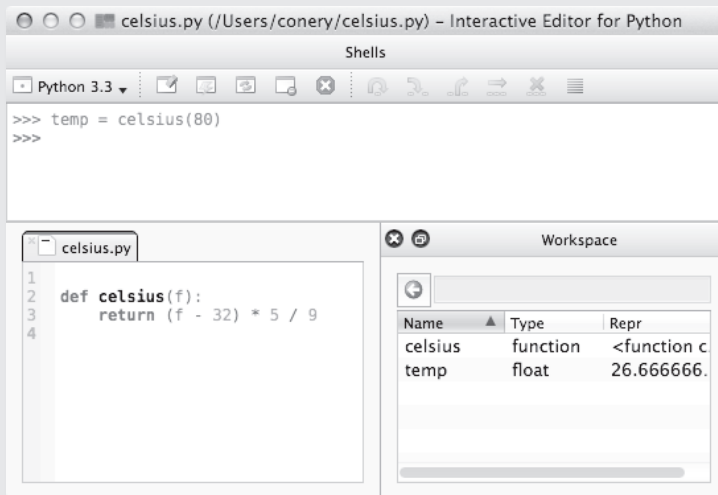 celsius.py (/Users/conery/celsius.py) – Interactive Editor for Python
Shells
Python 3.3
>>> temp = celsius(80)
>>>
celsius.py
1
2 def celsius(f):
3 return (f - 32) * 5 / 9
4
Workspace
Name Type Repr
celsius function <function c.
temp float 26.666666.